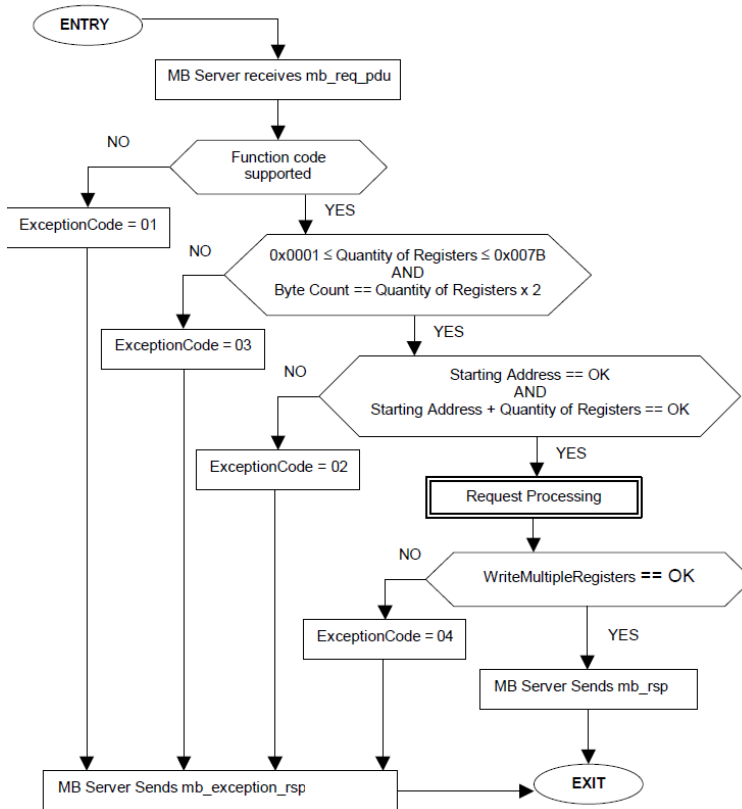 ENTRY
MB Server receives mb_req_pdu
NO
Function code
supported
YES
ExceptionCode = 01
NO
0x0001 ≤ Quantity of Registers ≤ 0x007B
AND
Byte Count == Quantity of Registers x 2
YES
ExceptionCode = 03
NO
Starting Address == OK
AND
Starting Address + Quantity of Registers == OK
YES
ExceptionCode = 02
Request Processing
NO
WriteMultipleRegisters == OK
YES
ExceptionCode = 04
MB Server Sends mb_rsp
MB Server Sends mb_exception_rsp
EXIT